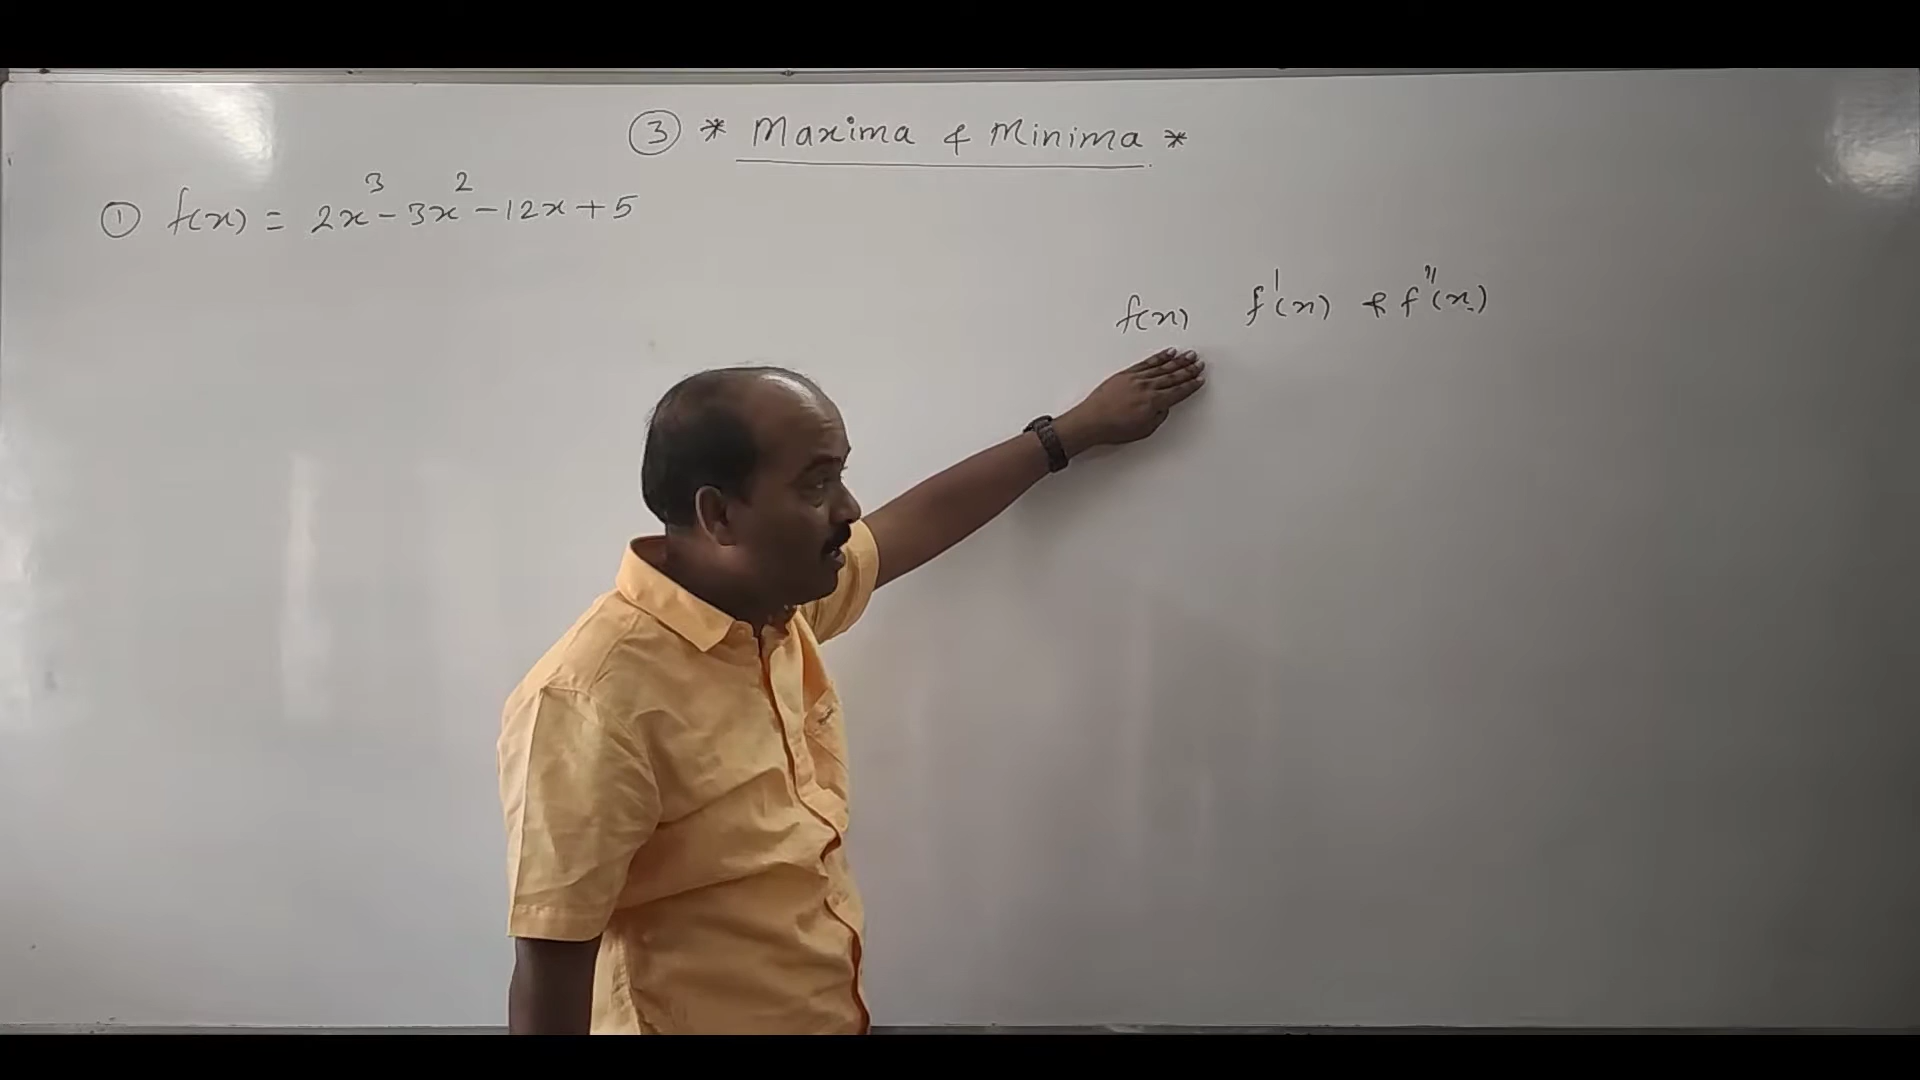 ③ * Maxima & Minima *
① f(x) = 2x³ - 3x² - 12x + 5
f(x) f'(x) & f"(x)